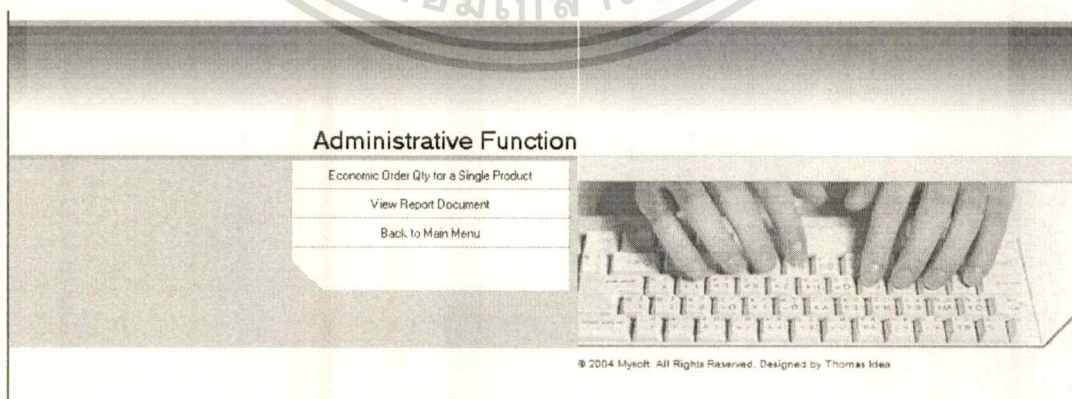 Administrative Function
Economic Order Qty for a Single Product
View Report Document
Back to Main Menu
© 2004 Mysoft. All Rights Reserved. Designed by Thomas Idea